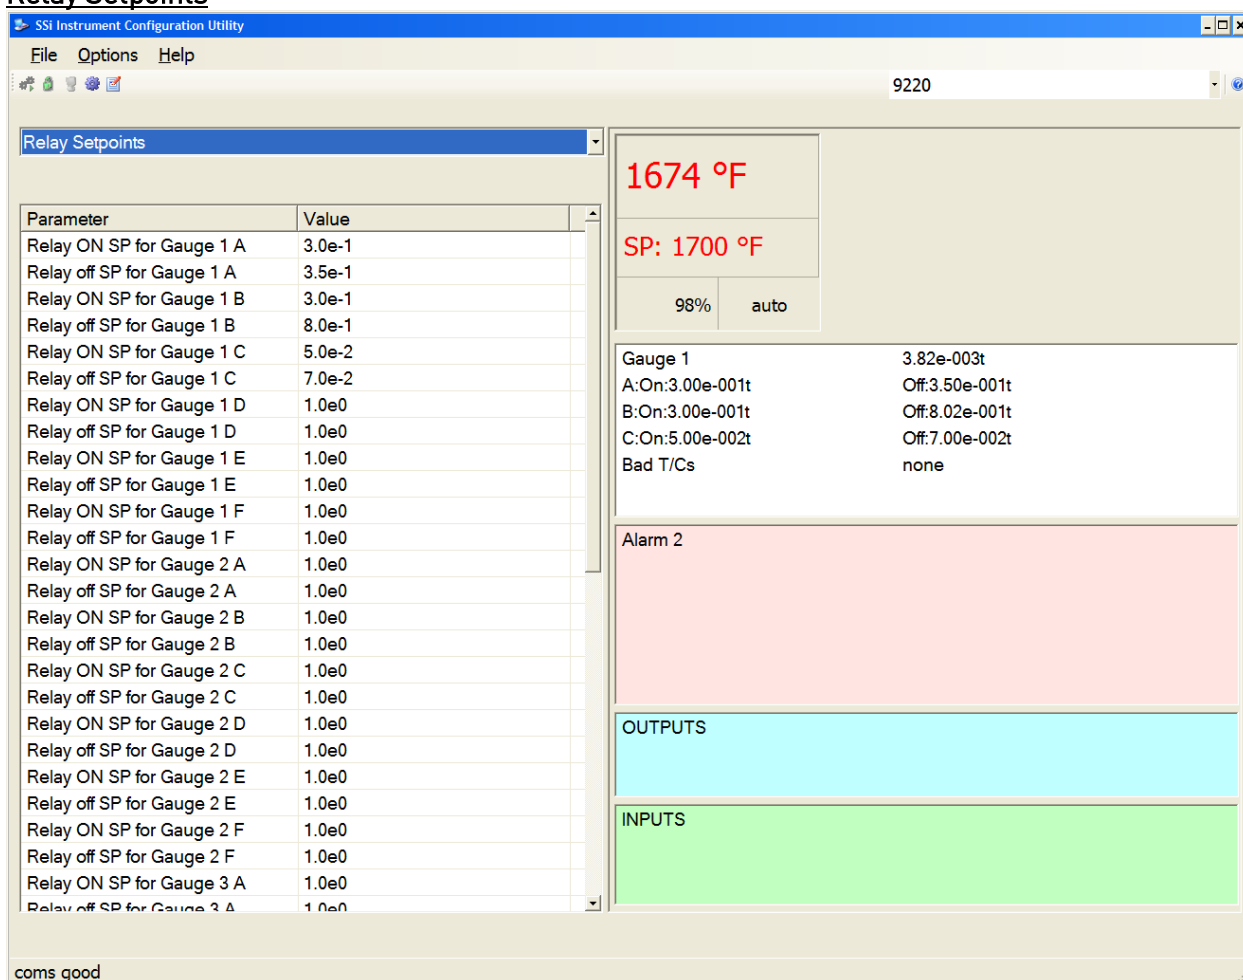 Relay Setpoints
SSi Instrument Configuration Utility
File Options Help
9220
Relay Setpoints
Parameter Value
Relay ON SP for Gauge 1 A 3.0e-1
Relay off SP for Gauge 1 A 3.5e-1
Relay ON SP for Gauge 1 B 3.0e-1
Relay off SP for Gauge 1 B 8.0e-1
Relay ON SP for Gauge 1 C 5.0e-2
Relay off SP for Gauge 1 C 7.0e-2
Relay ON SP for Gauge 1 D 1.0e0
Relay off SP for Gauge 1 D 1.0e0
Relay ON SP for Gauge 1 E 1.0e0
Relay off SP for Gauge 1 E 1.0e0
Relay ON SP for Gauge 1 F 1.0e0
Relay off SP for Gauge 1 F 1.0e0
Relay ON SP for Gauge 2 A 1.0e0
Relay off SP for Gauge 2 A 1.0e0
Relay ON SP for Gauge 2 B 1.0e0
Relay off SP for Gauge 2 B 1.0e0
Relay ON SP for Gauge 2 C 1.0e0
Relay off SP for Gauge 2 C 1.0e0
Relay ON SP for Gauge 2 D 1.0e0
Relay off SP for Gauge 2 D 1.0e0
Relay ON SP for Gauge 2 E 1.0e0
Relay off SP for Gauge 2 E 1.0e0
Relay ON SP for Gauge 2 F 1.0e0
Relay off SP for Gauge 2 F 1.0e0
Relay ON SP for Gauge 3 A 1.0e0
Relay off SP for Gauge 3 A 1.0e0
1674 °F
SP: 1700 °F
98% auto
Gauge 1 3.82e-003t
A:On:3.00e-001t Off:3.50e-001t
B:On:3.00e-001t Off:8.02e-001t
C:On:5.00e-002t Off:7.00e-002t
Bad T/Cs none
Alarm 2
OUTPUTS
INPUTS
coms good